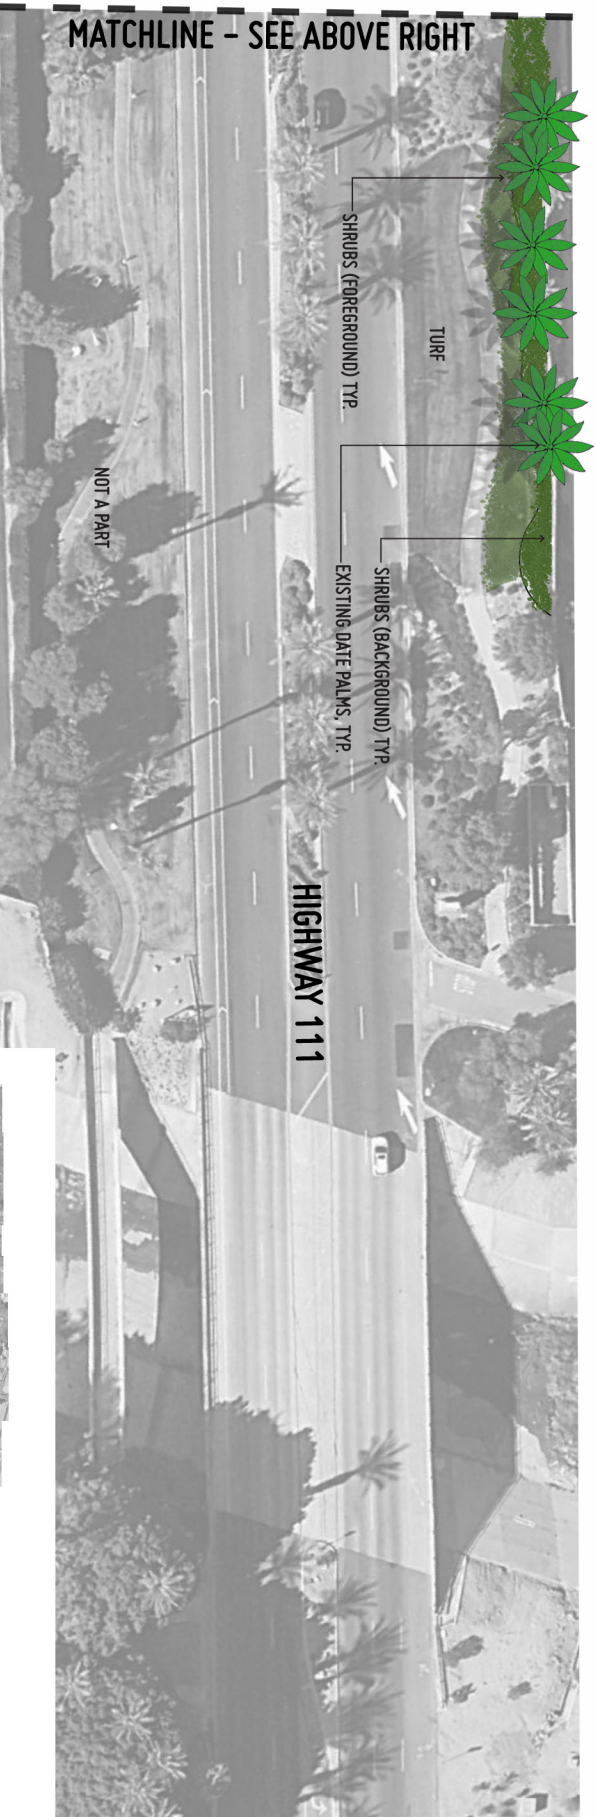 MATCHLINE - SEE ABOVE RIGHT
SHRUBS (FOREGROUND) TYP.
TURF
NOT A PART
SHRUBS (BACKGROUND) TYP.
EXISTING DATE PALMS, TYP.
HIGHWAY 111